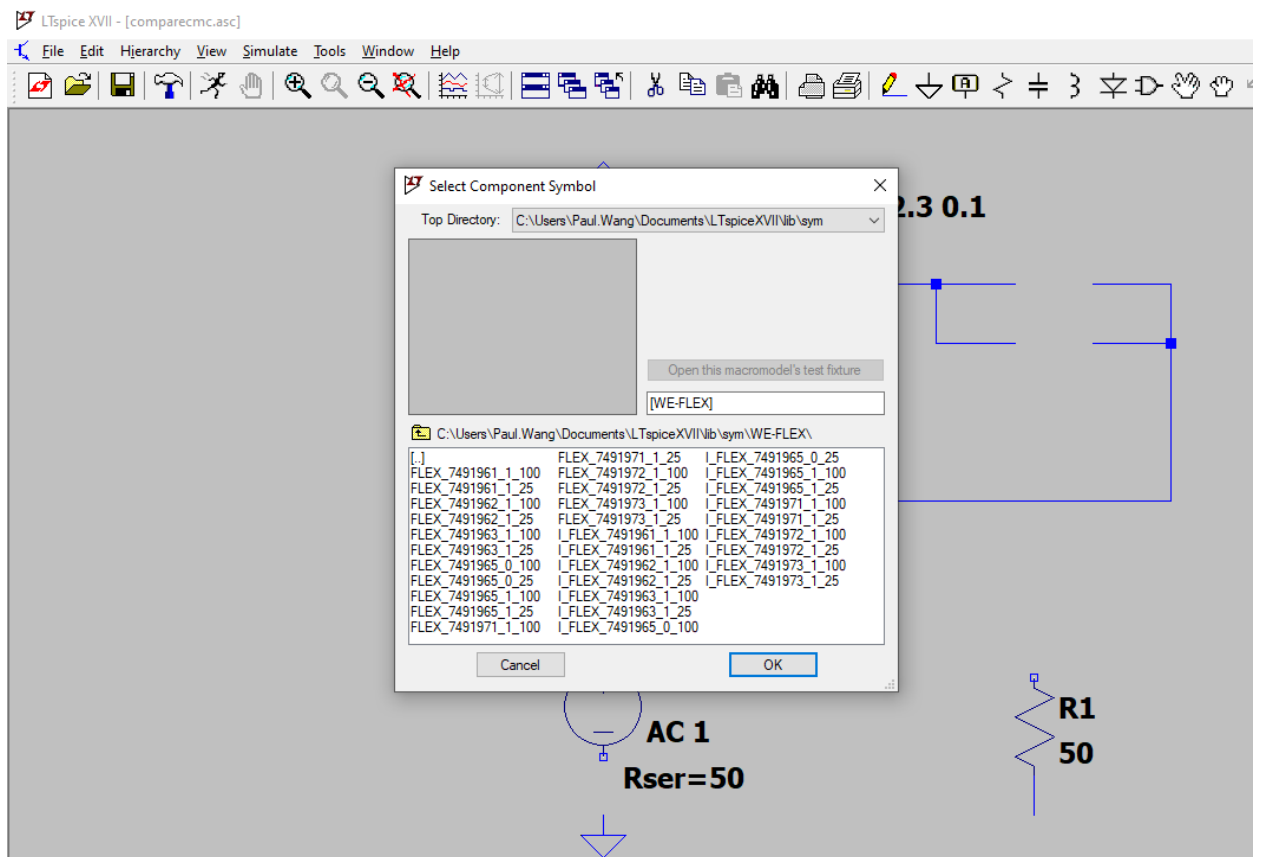 LTspice XVII - [comparecmc.asc]
File Edit Hierarchy View Simulate Tools Window Help
Select Component Symbol
Top Directory: C:\Users\Paul.Wang\Documents\LTspiceXVII\lib\sym
2.3 0.1
Open this macromodel's test fixture
[WE-FLEX]
C:\Users\Paul.Wang\Documents\LTspiceXVII\lib\sym\WE-FLEX\
[..] FLEX_7491971_1_25 I_FLEX_7491965_0_25
FLEX_7491961_1_100 FLEX_7491972_1_100 I_FLEX_7491965_1_100
FLEX_7491961_1_25 FLEX_7491972_1_25 I_FLEX_7491965_1_25
FLEX_7491962_1_100 FLEX_7491973_1_100 I_FLEX_7491971_1_100
FLEX_7491962_1_25 FLEX_7491973_1_25 I_FLEX_7491971_1_25
FLEX_7491963_1_100 I_FLEX_7491961_1_100 I_FLEX_7491972_1_100
FLEX_7491963_1_25 I_FLEX_7491961_1_25 I_FLEX_7491972_1_25
FLEX_7491965_0_100 I_FLEX_7491962_1_100 I_FLEX_7491973_1_100
FLEX_7491965_0_25 I_FLEX_7491962_1_25 I_FLEX_7491973_1_25
FLEX_7491965_1_100 I_FLEX_7491963_1_100
FLEX_7491965_1_25 I_FLEX_7491963_1_25
FLEX_7491971_1_100 I_FLEX_7491965_0_100
Cancel OK
AC 1
Rser=50
R1
50